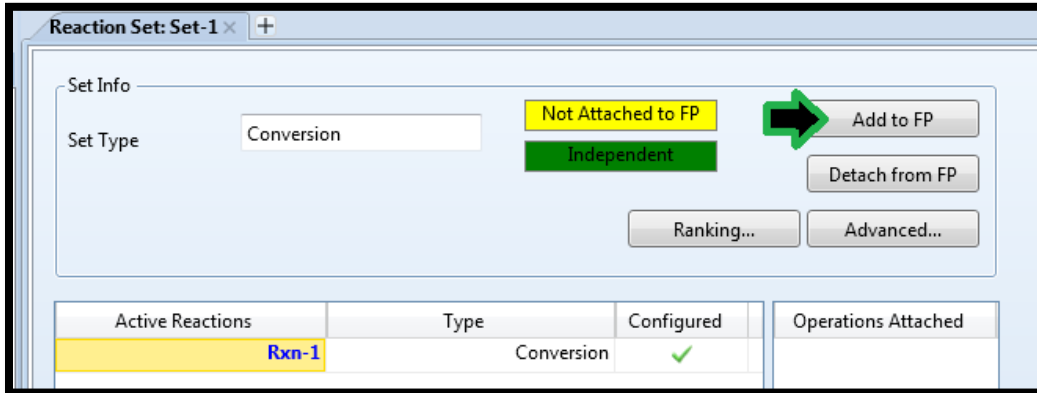 Reaction Set: Set-1
Set Info
Set Type
Conversion
Not Attached to FP
Independent
Add to FP
Detach from FP
Ranking...
Advanced...
Active Reactions Type Configured Operations Attached
Rxn-1 Conversion